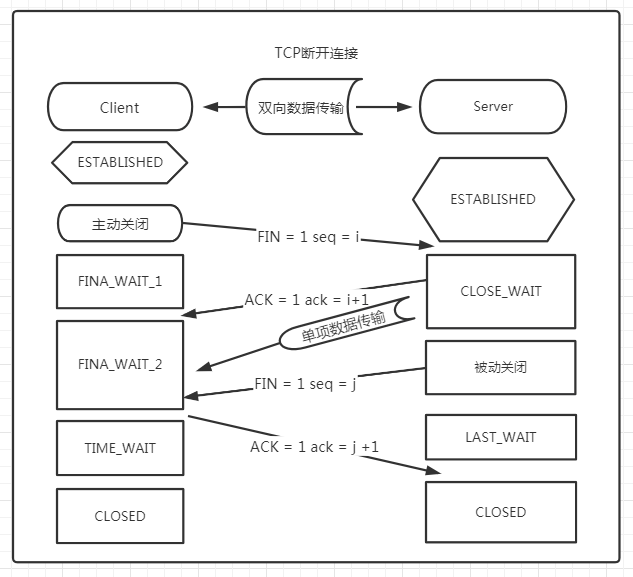 TCP断开连接
Client
双向数据传输
Server
ESTABLISHED
ESTABLISHED
主动关闭
FIN = 1 seq = i
FINA_WAIT_1
ACK = 1 ack = i+1
CLOSE_WAIT
单项数据传输
FINA_WAIT_2
FIN = 1 seq = j
被动关闭
TIME_WAIT
ACK = 1 ack = j +1
LAST_WAIT
CLOSED
CLOSED